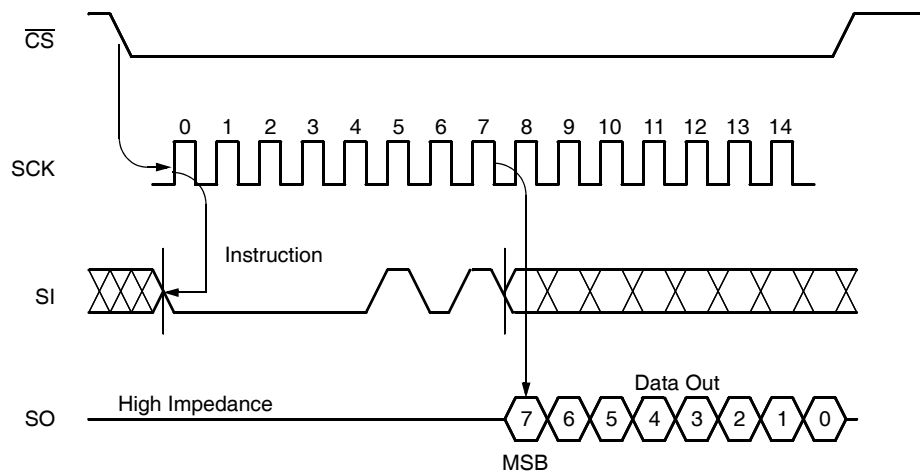 CS
0 1 2 3 4 5 6 7 8 9 10 11 12 13 14
SCK
Instruction
SI
Data Out
High Impedance
SO
7 6 5 4 3 2 1 0
MSB